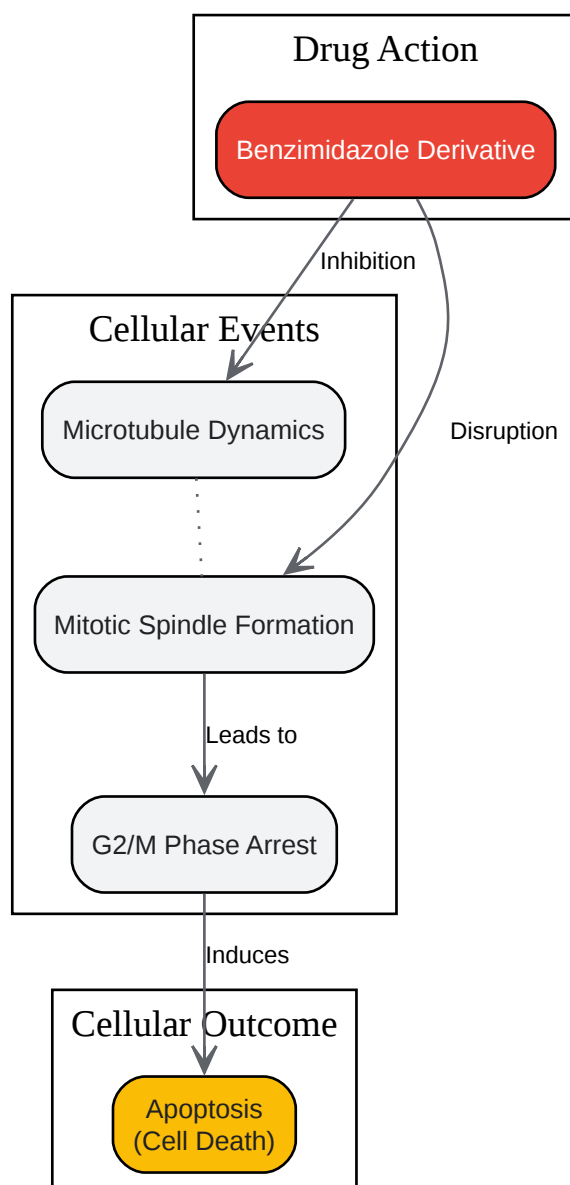 Drug Action
Benzimidazole Derivative
Inhibition
Cellular Events
Microtubule Dynamics
Disruption
Mitotic Spindle Formation
Leads to
G2/M Phase Arrest
Induces
Cellular Outcome
Apoptosis
(Cell Death)